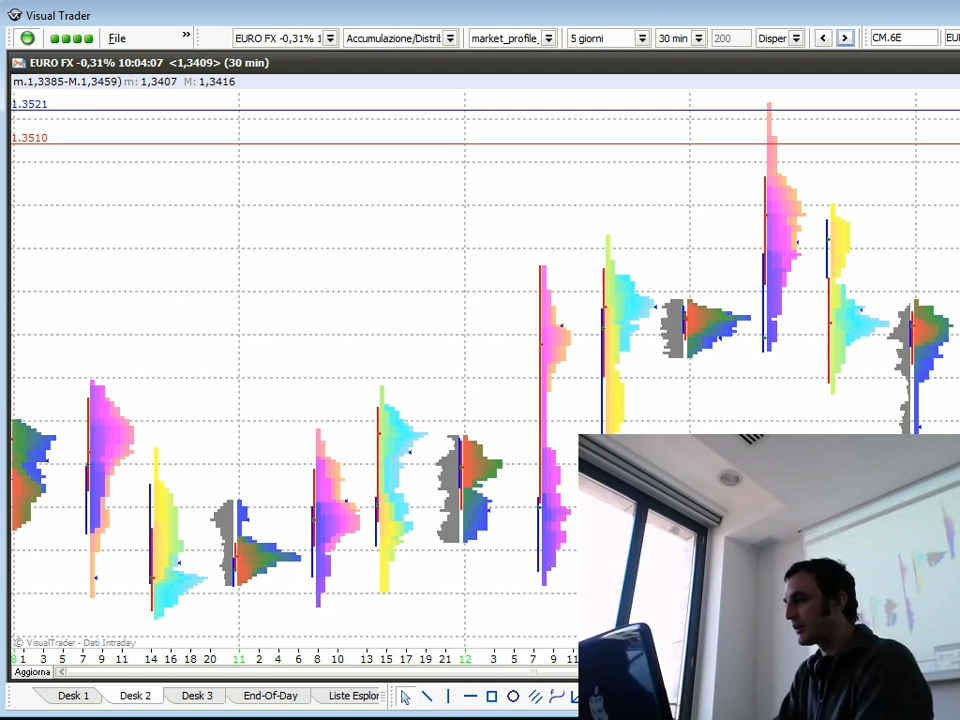 Visual Trader
File
»
EURO FX -0,31% 1
Accumulazione/Distrib
market_profile_
5 giorni
30 min
200
Disper
CM.6E
EUR
EURO FX -0,31% 10:04:07 <1,3409> (30 min)
m.1,3385-M.1,3459) m: 1,3407 M: 1,3416
1.3521
1.3510
© VisualTrader - Dati Intraday
8 1 3 5 7 9 11 14 16 18 20 11 2 4 6 8 10 13 15 17 19 21 12 3 5 7 9 11
Aggiorna
Desk 1
Desk 2
Desk 3
End-Of-Day
Liste Esplor